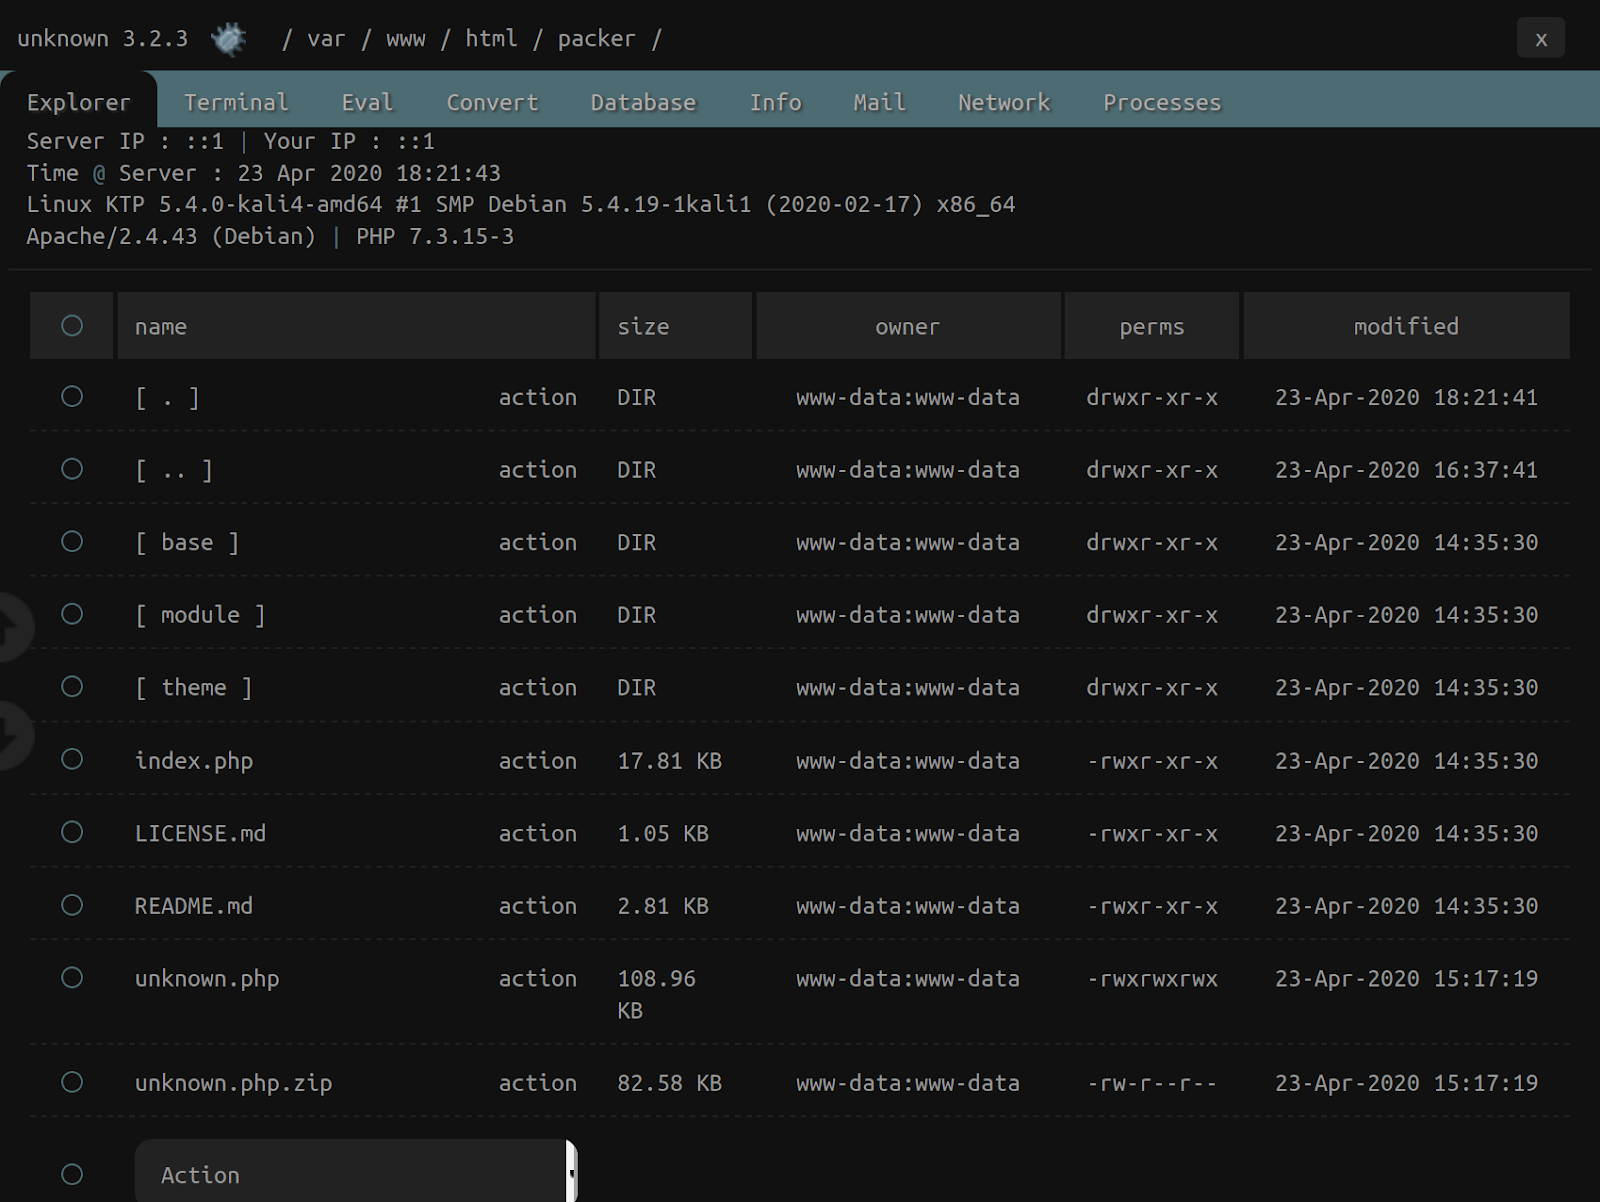 unknown 3.2.3 / var / www / html / packer / x
Explorer Terminal Eval Convert Database Info Mail Network Processes
Server IP : ::1 | Your IP : ::1
Time @ Server : 23 Apr 2020 18:21:43
Linux KTP 5.4.0-kali4-amd64 #1 SMP Debian 5.4.19-1kali1 (2020-02-17) x86_64
Apache/2.4.43 (Debian) | PHP 7.3.15-3
name size owner perms modified
[ . ] action DIR www-data:www-data drwxr-xr-x 23-Apr-2020 18:21:41
[ .. ] action DIR www-data:www-data drwxr-xr-x 23-Apr-2020 16:37:41
[ base ] action DIR www-data:www-data drwxr-xr-x 23-Apr-2020 14:35:30
[ module ] action DIR www-data:www-data drwxr-xr-x 23-Apr-2020 14:35:30
[ theme ] action DIR www-data:www-data drwxr-xr-x 23-Apr-2020 14:35:30
index.php action 17.81 KB www-data:www-data -rwxr-xr-x 23-Apr-2020 14:35:30
LICENSE.md action 1.05 KB www-data:www-data -rwxr-xr-x 23-Apr-2020 14:35:30
README.md action 2.81 KB www-data:www-data -rwxr-xr-x 23-Apr-2020 14:35:30
unknown.php action 108.96 www-data:www-data -rwxrwxrwx 23-Apr-2020 15:17:19
KB
unknown.php.zip action 82.58 KB www-data:www-data -rw-r--r-- 23-Apr-2020 15:17:19
Action